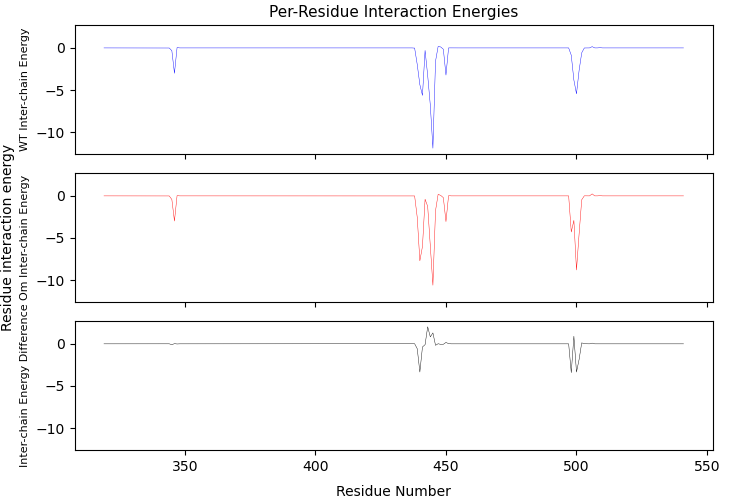 Per-Residue Interaction Energies
Residue interaction energy
WT Inter-chain Energy
0
−5
−10
Om Inter-chain Energy
0
−5
−10
Inter-chain Energy Difference
0
−5
−10
350
400
450
500
550
Residue Number